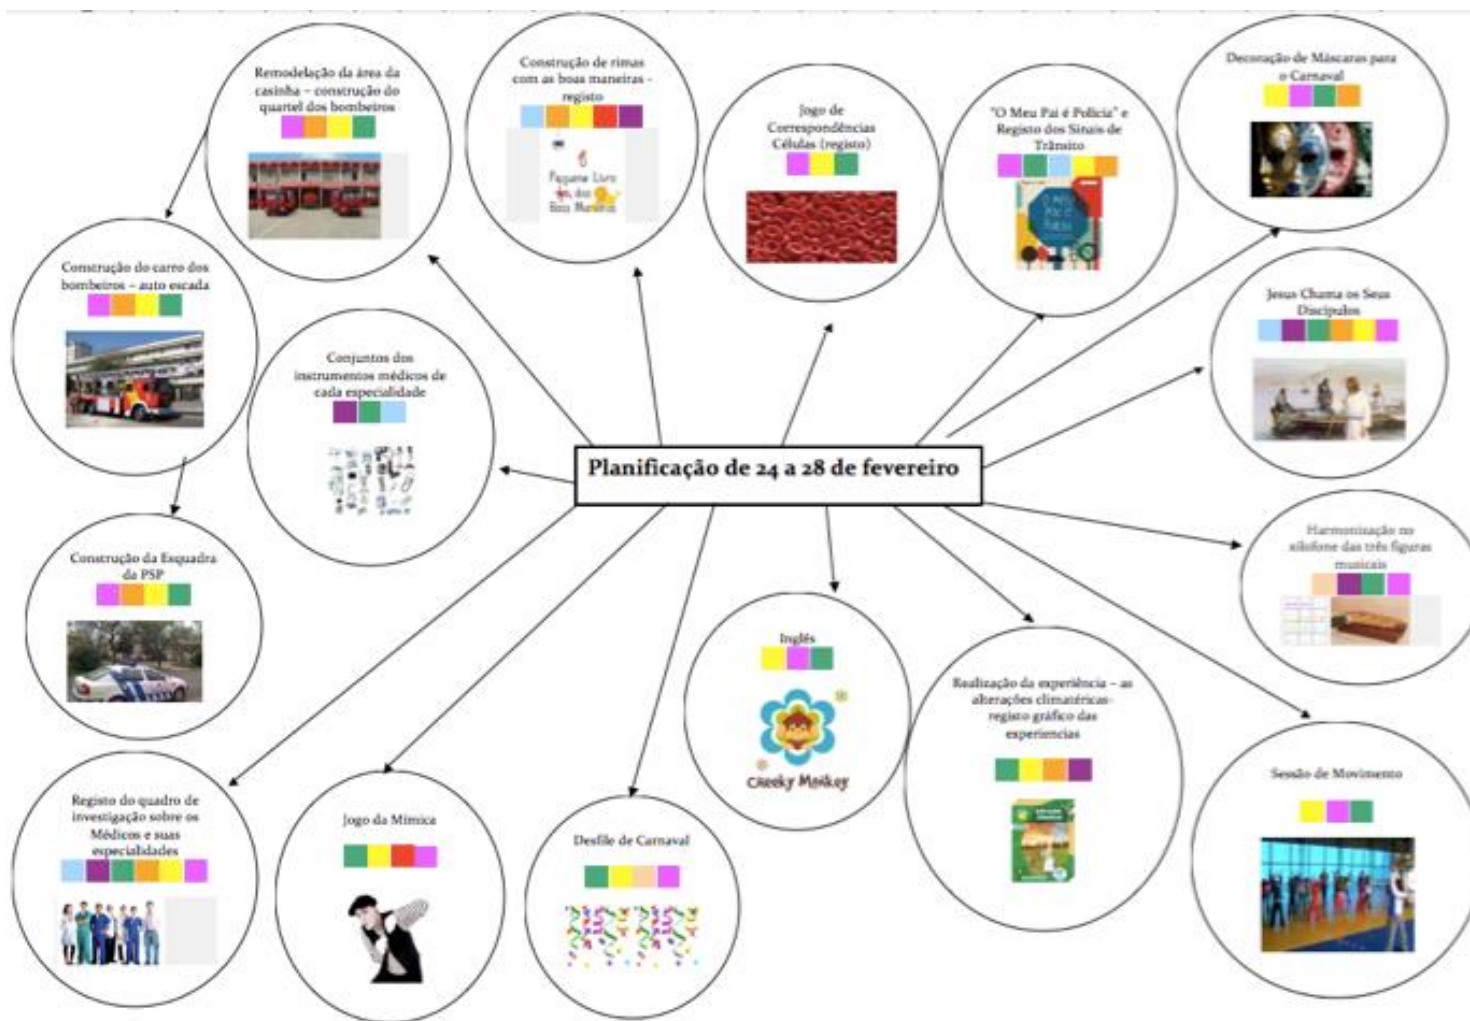 Remodelação da área da
casinha – construção do
quartel dos bombeiros
Construção de rimas
com as boas maneiras -
registo
Pequeno Livro
das
Boas Maneiras
Jogo de
Correspondências
Células (registo)
"O Meu Pai é Polícia" e
Registo dos Sinais de
Trânsito
O MEU
PAI É
POLÍCIA
Decoração de Máscaras para
o Carnaval
Construção do carro dos
bombeiros – auto escada
Conjuntos dos
instrumentos médicos de
cada especialidade
Jesus Chama os Seus
Discípulos
Planificação de 24 a 28 de fevereiro
Construção da Esquadra
da PSP
Harmonização no
xilofone das três figuras
musicais
Inglês
Cheeky Monkey
Realização da experiência – as
alterações climatéricas-
registo gráfico das
experiencias
Registo do quadro de
investigação sobre os
Médicos e suas
especialidades
Jogo da Mímica
Desfile de Carnaval
Sessão de Movimento